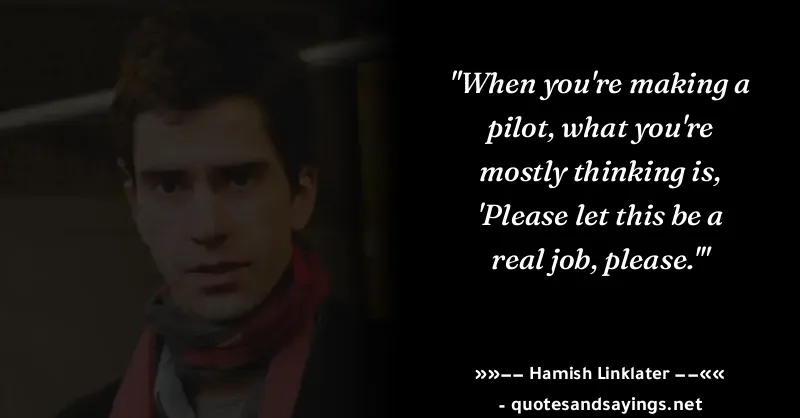 "When you're making a
pilot, what you're
mostly thinking is,
'Please let this be a
real job, please.'"
»»−− Hamish Linklater −−««
- quotesandsayings.net